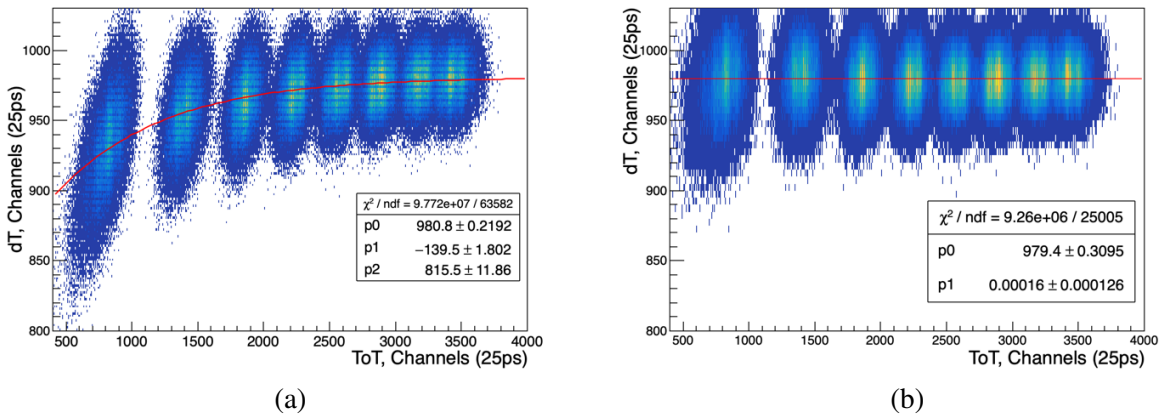 dT, Channels (25ps)
1000
950
900
850
800
χ² / ndf = 9.772e+07 / 63582
p0 980.8 ± 0.2192
p1 −139.5 ± 1.802
p2 815.5 ± 11.86
500 1000 1500 2000 2500 3000 3500 4000
ToT, Channels (25ps)
(a)
dT, Channels (25ps)
1000
950
900
850
800
χ² / ndf = 9.26e+06 / 25005
p0 979.4 ± 0.3095
p1 0.00016 ± 0.000126
500 1000 1500 2000 2500 3000 3500 4000
ToT, Channels (25ps)
(b)